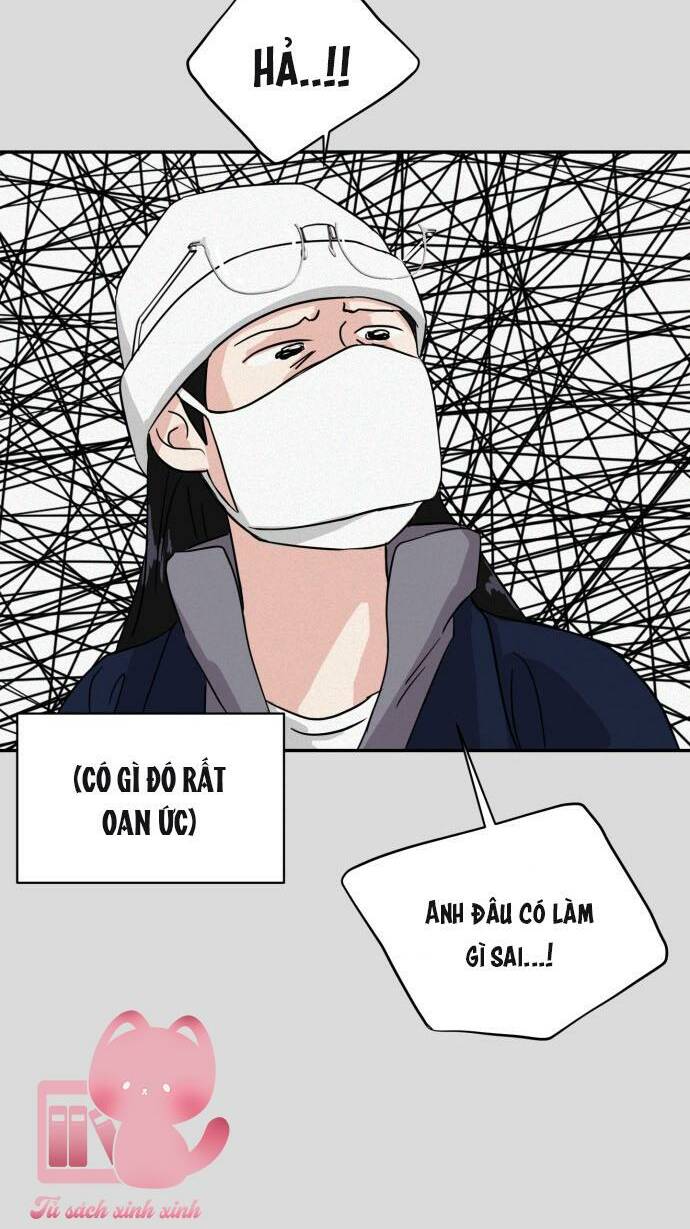 HẢ..!!
(CÓ GÌ ĐÓ RẤT
OAN ỨC)
ANH ĐÂU CÓ LÀM
GÌ SAI...!
Tủ sách xinh xinh